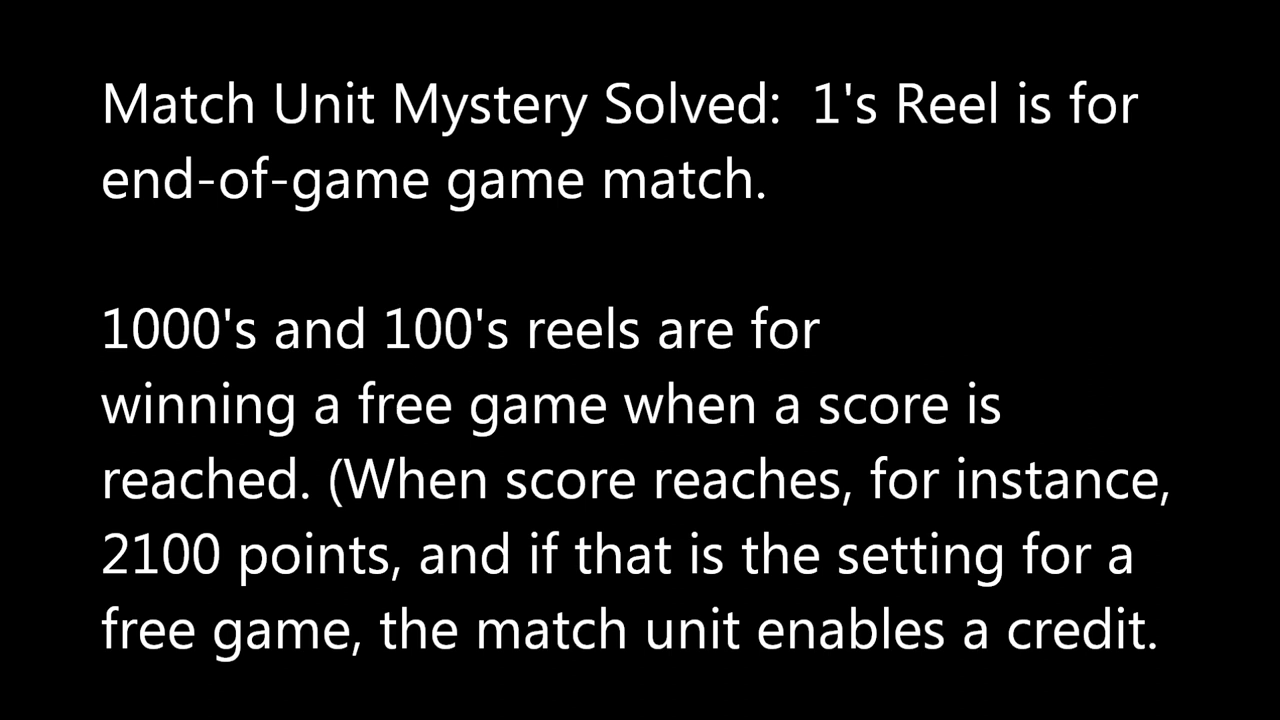 Match Unit Mystery Solved:  1's Reel is for
end-of-game game match.
1000's and 100's reels are for
winning a free game when a score is
reached. (When score reaches, for instance,
2100 points, and if that is the setting for a
free game, the match unit enables a credit.